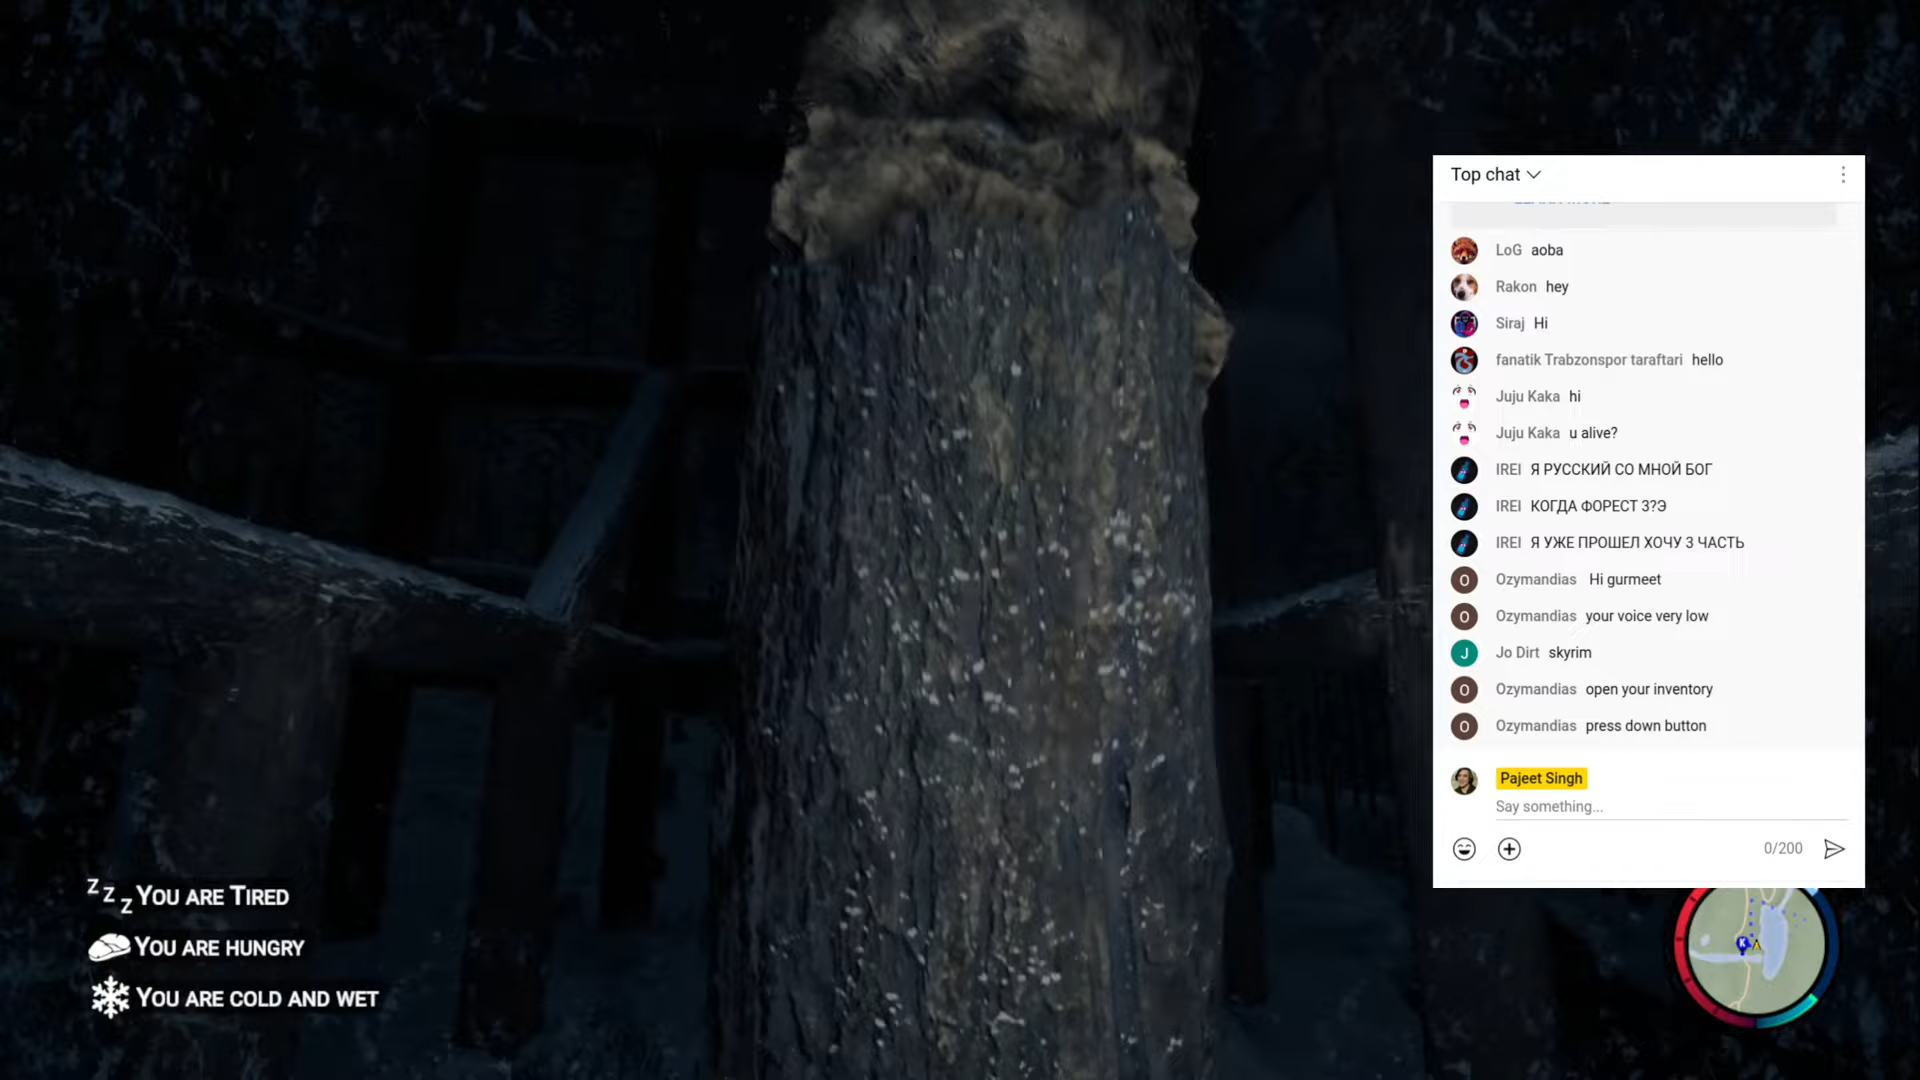 Top chat
LoG aoba
Rakon hey
Siraj Hi
fanatik Trabzonspor taraftari hello
Juju Kaka hi
Juju Kaka u alive?
IREI Я РУССКИЙ СО МНОЙ БОГ
IREI КОГДА ФОРЕСТ 3?Э
IREI Я УЖЕ ПРОШЕЛ ХОЧУ 3 ЧАСТЬ
O Ozymandias Hi gurmeet
O Ozymandias your voice very low
J Jo Dirt skyrim
O Ozymandias open your inventory
O Ozymandias press down button
Pajeet Singh
Say something...
0/200
z z z YOU ARE TIRED
YOU ARE HUNGRY
YOU ARE COLD AND WET
K